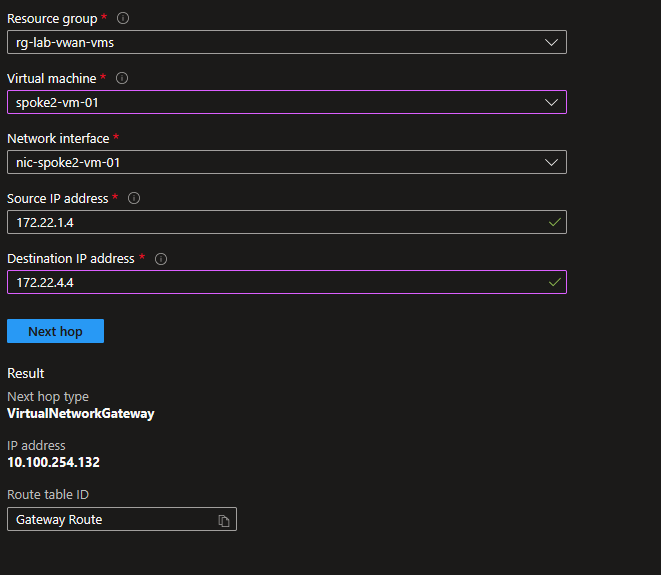 Resource group *
rg-lab-vwan-vms
Virtual machine *
spoke2-vm-01
Network interface *
nic-spoke2-vm-01
Source IP address *
172.22.1.4
Destination IP address *
172.22.4.4
Next hop
Result
Next hop type
VirtualNetworkGateway
IP address
10.100.254.132
Route table ID
Gateway Route